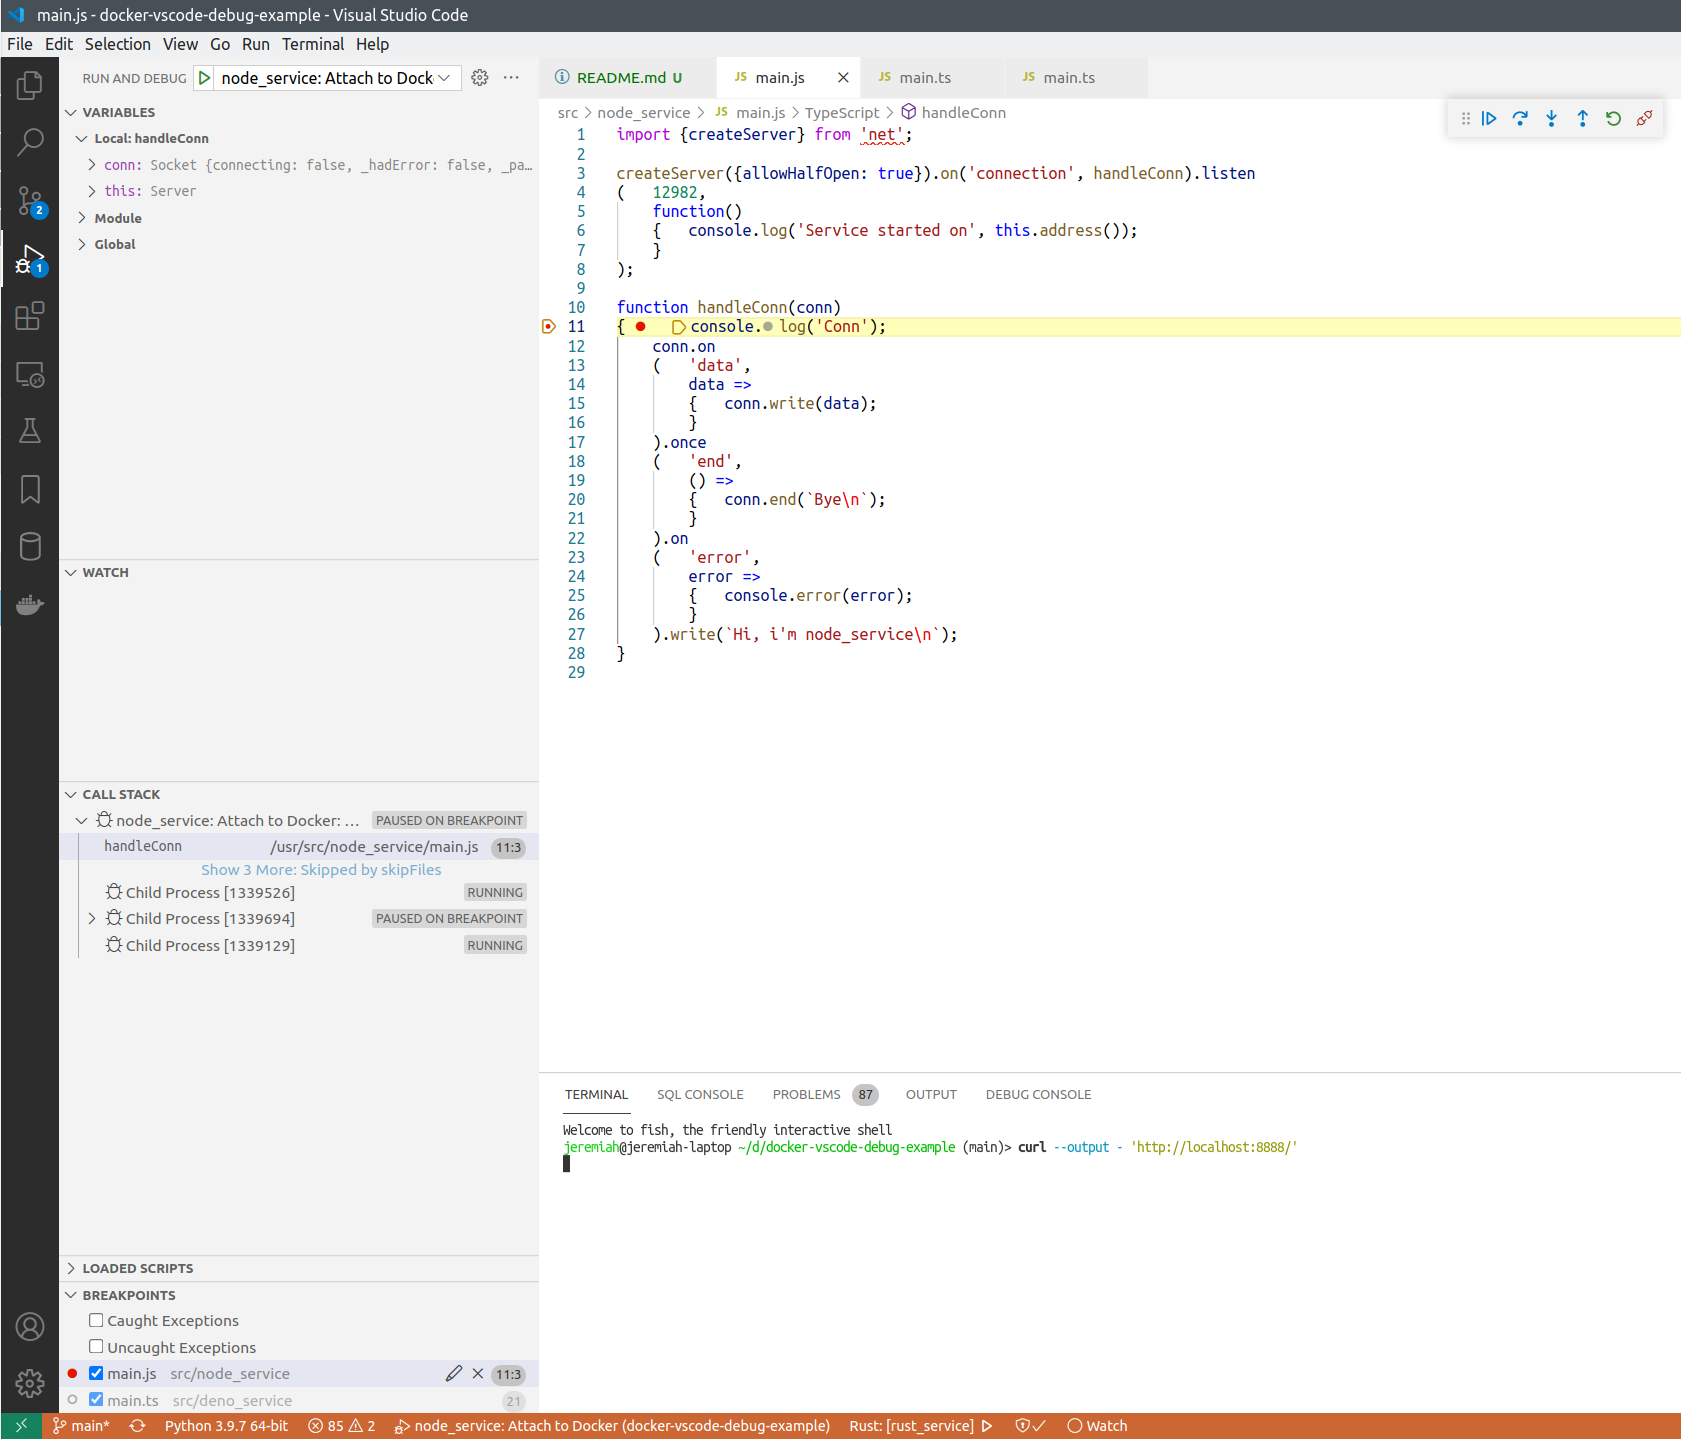 main.js - docker-vscode-debug-example - Visual Studio Code
File Edit Selection View Go Run Terminal Help
RUN AND DEBUG node_service: Attach to Dock ...
VARIABLES
Local: handleConn
conn: Socket {connecting: false, _hadError: false, _pa...
this: Server
Module
Global
WATCH
CALL STACK
node_service: Attach to Docker: ... PAUSED ON BREAKPOINT
handleConn /usr/src/node_service/main.js 11:3
Show 3 More: Skipped by skipFiles
Child Process [1339526] RUNNING
Child Process [1339694] PAUSED ON BREAKPOINT
Child Process [1339129] RUNNING
LOADED SCRIPTS
BREAKPOINTS
Caught Exceptions
Uncaught Exceptions
main.js src/node_service 11:3
main.ts src/deno_service 21
2
1
README.md U JS main.js JS main.ts JS main.ts
src > node_service > JS main.js > TypeScript > handleConn
1 import {createServer} from 'net';
2
3 createServer({allowHalfOpen: true}).on('connection', handleConn).listen
4 (   12982,
5     function()
6     {   console.log('Service started on', this.address());
7     }
8 );
9
10 function handleConn(conn)
11 {   console.log('Conn');
12     conn.on
13     (   'data',
14         data =>
15         {   conn.write(data);
16         }
17     ).once
18     (   'end',
19         () =>
20         {   conn.end(`Bye\n`);
21         }
22     ).on
23     (   'error',
24         error =>
25         {   console.error(error);
26         }
27     ).write(`Hi, i'm node_service\n`);
28 }
29
TERMINAL SQL CONSOLE PROBLEMS 87 OUTPUT DEBUG CONSOLE
Welcome to fish, the friendly interactive shell
jeremiah@jeremiah-laptop ~/d/docker-vscode-debug-example (main)> curl --output - 'http://localhost:8888/'
main* Python 3.9.7 64-bit 85 2 node_service: Attach to Docker (docker-vscode-debug-example) Rust: [rust_service] Watch